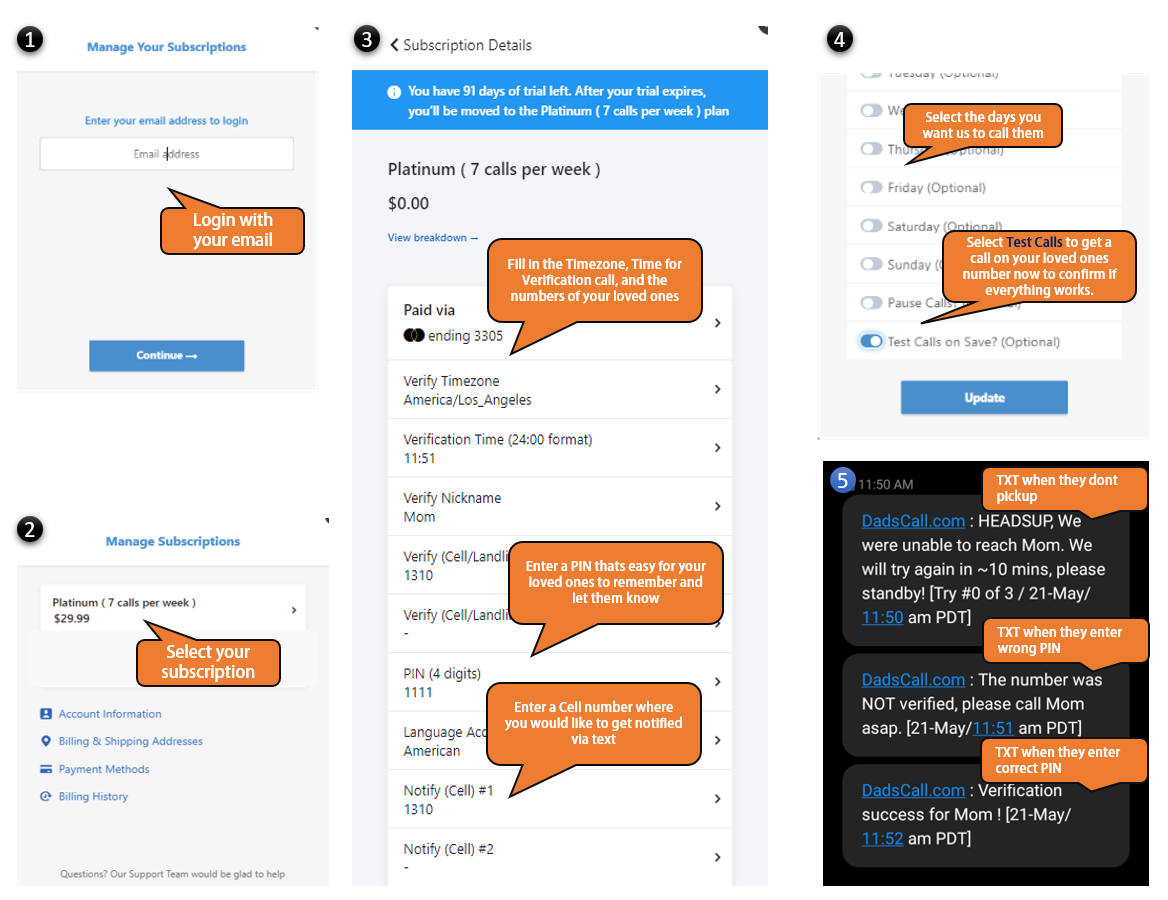 1
Manage Your Subscriptions
Enter your email address to login
Email address
Login with
your email
Continue →
2
Manage Subscriptions
Platinum ( 7 calls per week )
$29.99
Select your
subscription
Account Information
Billing & Shipping Addresses
Payment Methods
Billing History
Questions? Our Support Team would be glad to help
3
Subscription Details
You have 91 days of trial left. After your trial expires,
you'll be moved to the Platinum ( 7 calls per week ) plan
Platinum ( 7 calls per week )
$0.00
View breakdown →
Fill in the Timezone, Time for
Verification call, and the
numbers of your loved ones
Paid via
ending 3305
Verify Timezone
America/Los_Angeles
Verification Time (24:00 format)
11:51
Verify Nickname
Mom
Verify (Cell/Landli
1310
Enter a PIN thats easy for your
loved ones to remember and
let them know
Verify (Cell/Landli
-
PIN (4 digits)
1111
Enter a Cell number where
you would like to get notified
via text
Language Acc
American
Notify (Cell) #1
1310
Notify (Cell) #2
-
4
Tuesday (Optional)
We
Select the days you
want us to call them
Thursday (Optional)
Friday (Optional)
Saturday (Optional)
Select Test Calls to get a
call on your loved ones
number now to confirm if
everything works.
Sunday (O
Pause Calls?
Test Calls on Save? (Optional)
Update
5
11:50 AM
TXT when they dont
pickup
DadsCall.com : HEADSUP, We
were unable to reach Mom. We
will try again in ~10 mins, please
standby! [Try #0 of 3 / 21-May/
11:50 am PDT]
TXT when they enter
wrong PIN
DadsCall.com : The number was
NOT verified, please call Mom
asap. [21-May/11:51 am PDT]
TXT when they enter
correct PIN
DadsCall.com : Verification
success for Mom ! [21-May/
11:52 am PDT]